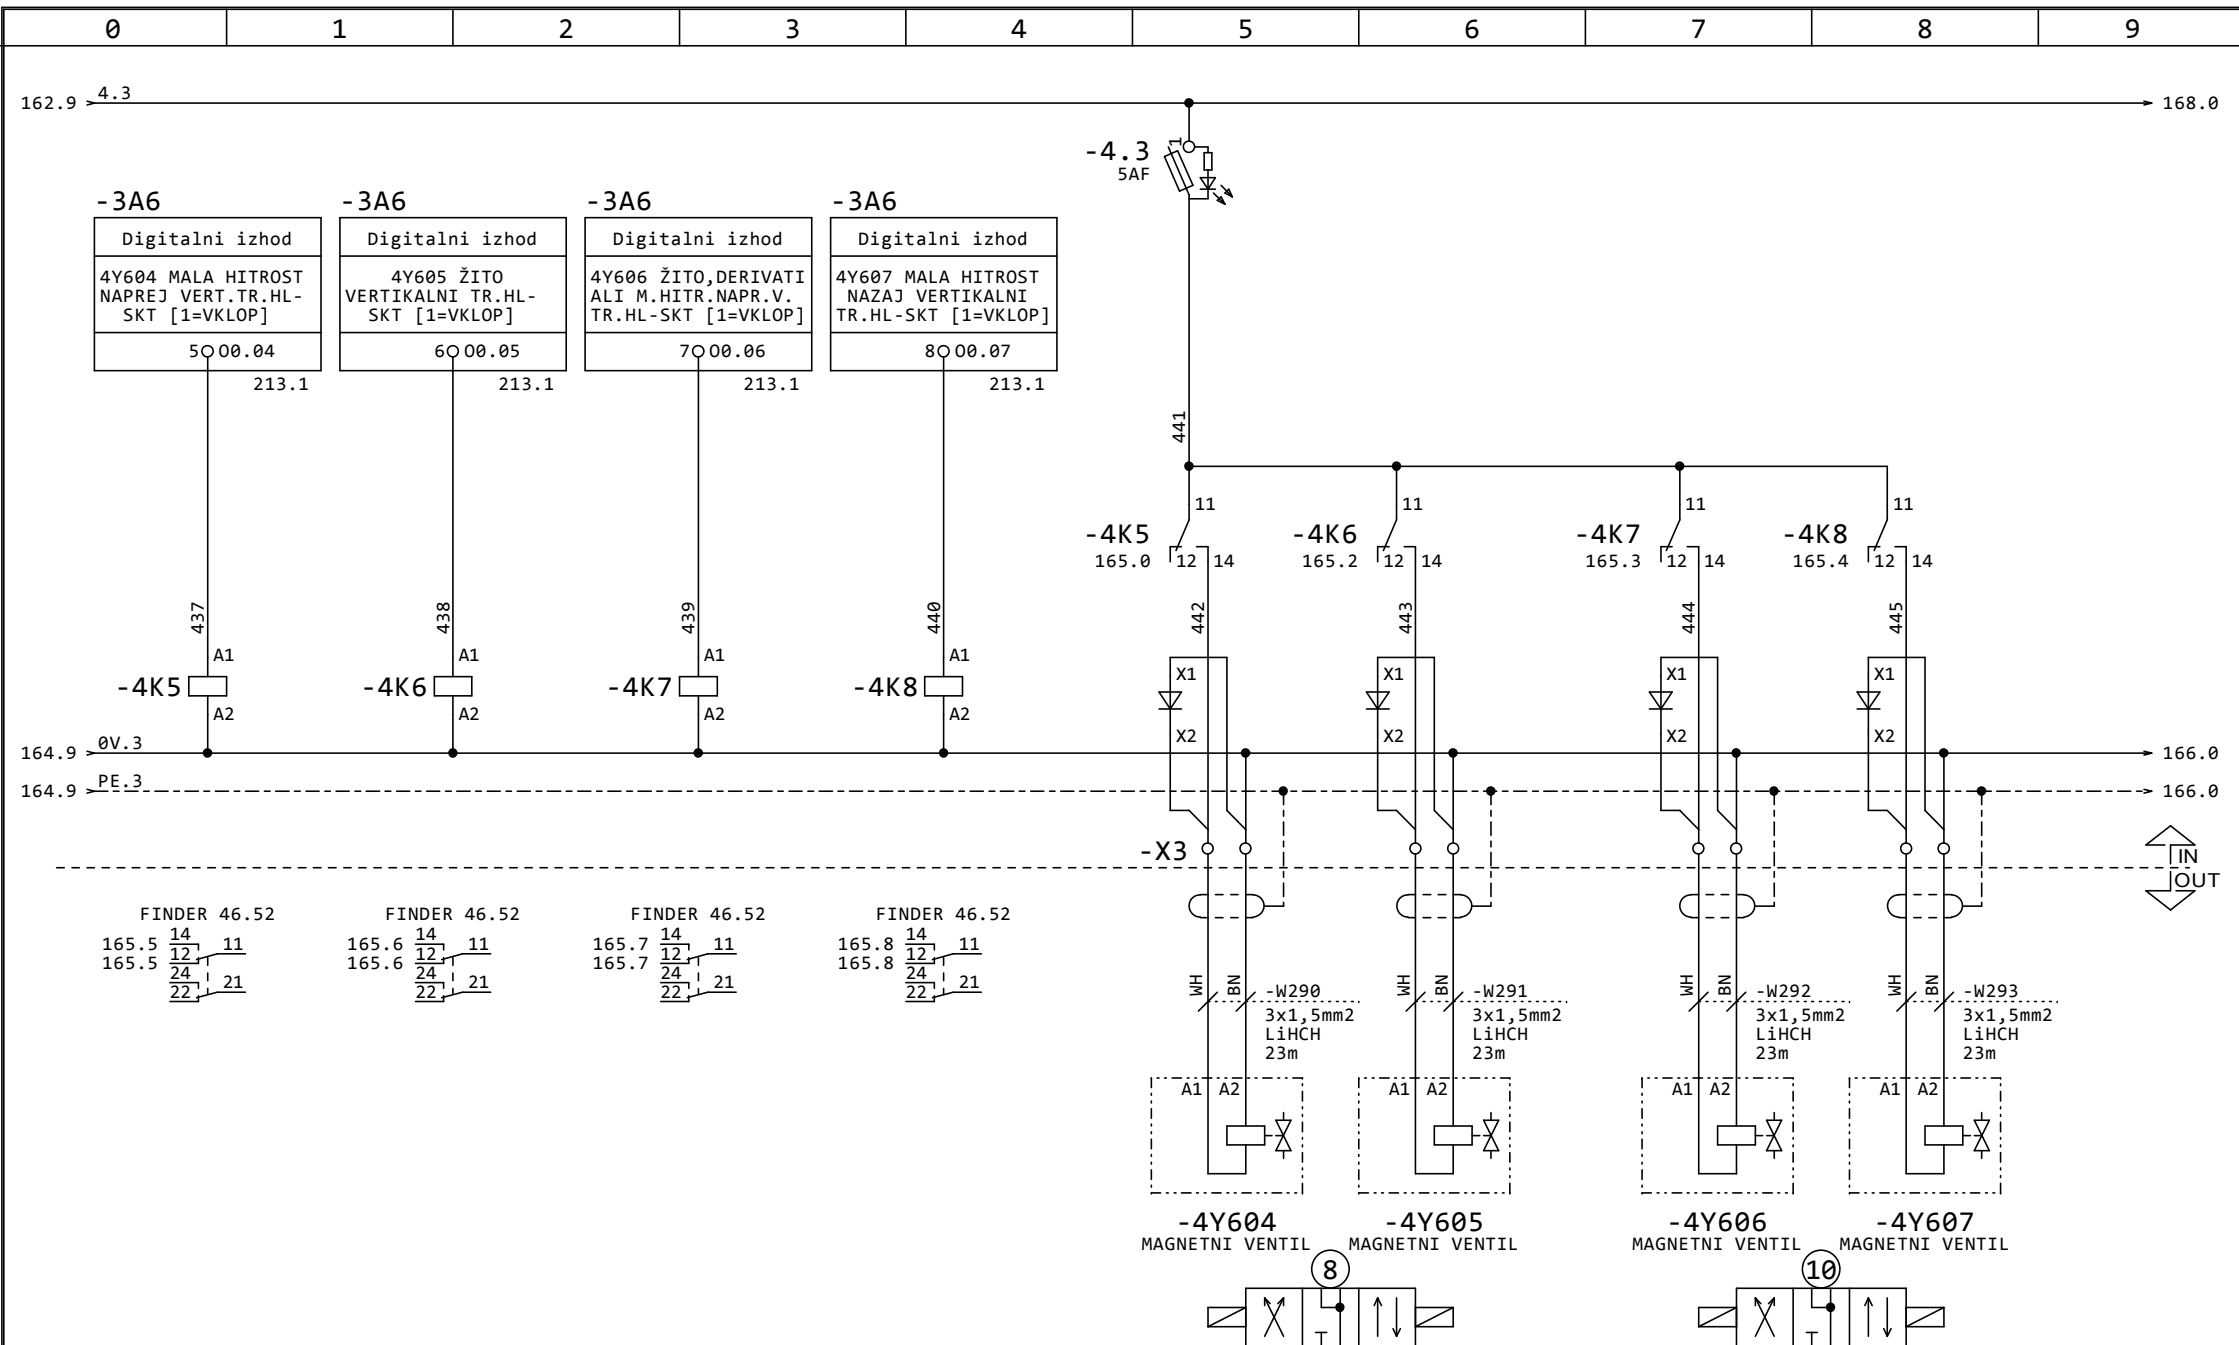 0 1 2 3 4 5 6 7 8 9
162.9 4.3 168.0
-4.3
5AF
1
-3A6 -3A6 -3A6 -3A6
Digitalni izhod
4Y604 MALA HITROST
NAPREJ VERT.TR.HL-
SKT [1=VKLOP]
5 O0.04
213.1
Digitalni izhod
4Y605 ŽITO
VERTIKALNI TR.HL-
SKT [1=VKLOP]
6 O0.05
213.1
Digitalni izhod
4Y606 ŽITO,DERIVATI
ALI M.HITR.NAPR.V.
TR.HL-SKT [1=VKLOP]
7 O0.06
213.1
Digitalni izhod
4Y607 MALA HITROST
NAZAJ VERTIKALNI
TR.HL-SKT [1=VKLOP]
8 O0.07
213.1
441
11 11 11 11
-4K5 -4K6 -4K7 -4K8
165.0 12 14 165.2 12 14 165.3 12 14 165.4 12 14
437 438 439 440 442 443 444 445
A1 A1 A1 A1
X1 X1 X1 X1
-4K5 -4K6 -4K7 -4K8
A2 A2 A2 A2
X2 X2 X2 X2
164.9 0V.3 166.0
164.9 PE.3 166.0
-X3
IN
OUT
FINDER 46.52
14
165.5 12 11
165.5 24
22 21
FINDER 46.52
14
165.6 12 11
165.6 24
22 21
FINDER 46.52
14
165.7 12 11
165.7 24
22 21
FINDER 46.52
14
165.8 12 11
165.8 24
22 21
WH BN -W290
3x1,5mm2
LiHCH
23m
WH BN -W291
3x1,5mm2
LiHCH
23m
WH BN -W292
3x1,5mm2
LiHCH
23m
WH BN -W293
3x1,5mm2
LiHCH
23m
A1 A2 A1 A2 A1 A2 A1 A2
-4Y604 -4Y605 -4Y606 -4Y607
MAGNETNI VENTIL MAGNETNI VENTIL MAGNETNI VENTIL MAGNETNI VENTIL
8 10